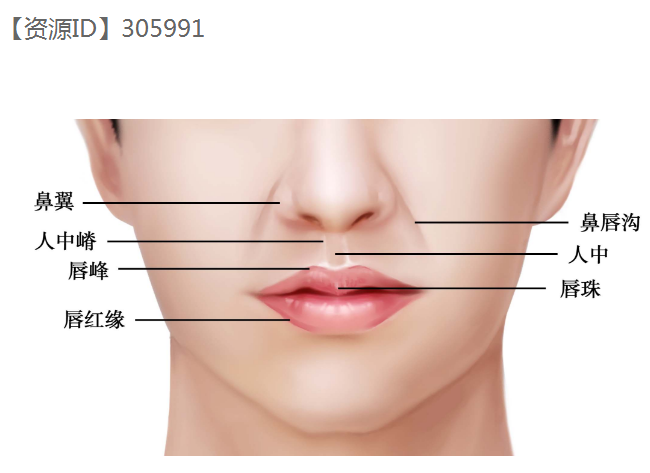 【资源ID】305991
鼻翼
鼻唇沟
人中嵴
人中
唇峰
唇珠
唇红缘